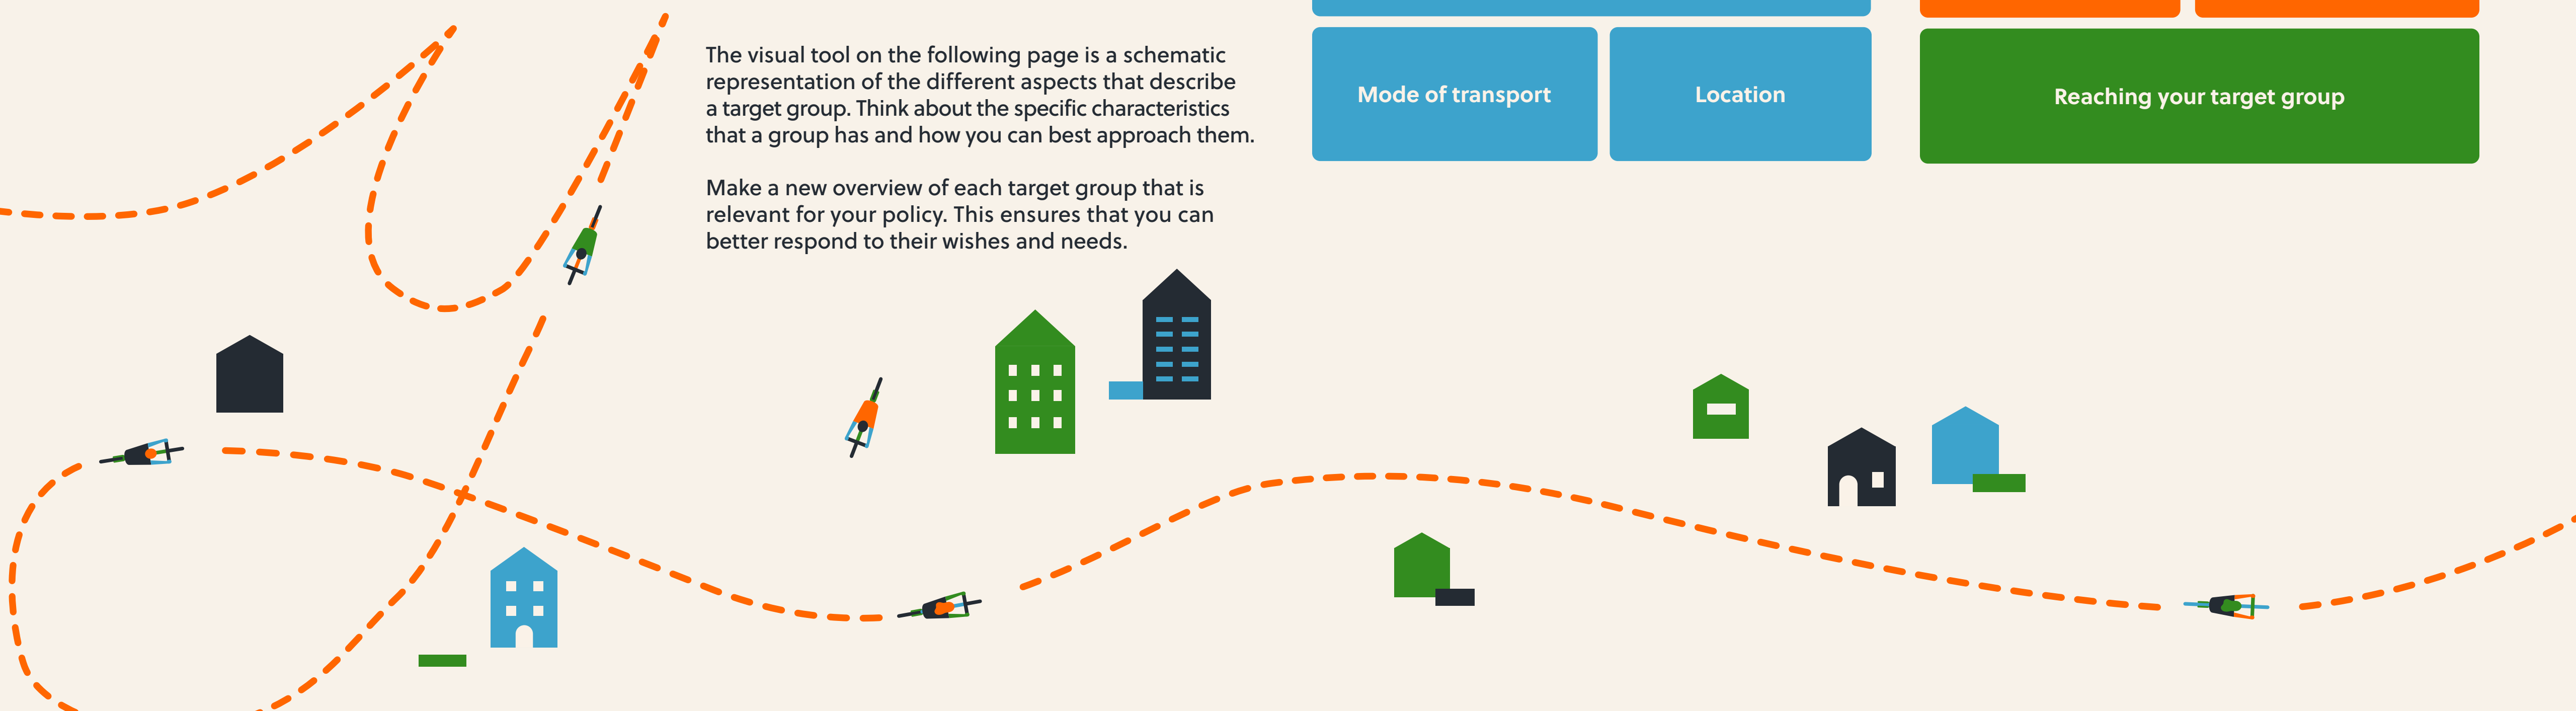 The visual tool on the following page is a schematic
representation of the different aspects that describe
a target group. Think about the specific characteristics
that a group has and how you can best approach them.
Make a new overview of each target group that is
relevant for your policy. This ensures that you can
better respond to their wishes and needs.
Mode of transport
Location
Reaching your target group